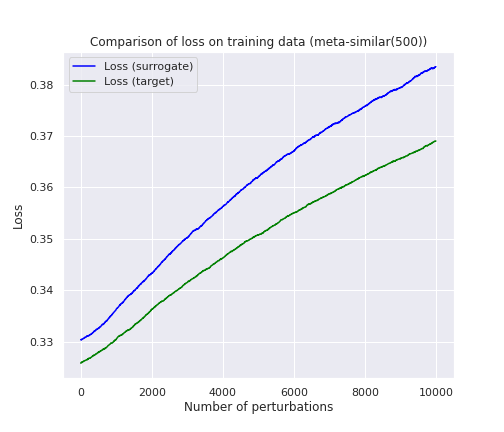 Comparison of loss on training data (meta-similar(500))
Loss (surrogate)
Loss (target)
0.38
0.37
0.36
0.35
0.34
0.33
Loss
0
2000
4000
6000
8000
10000
Number of perturbations